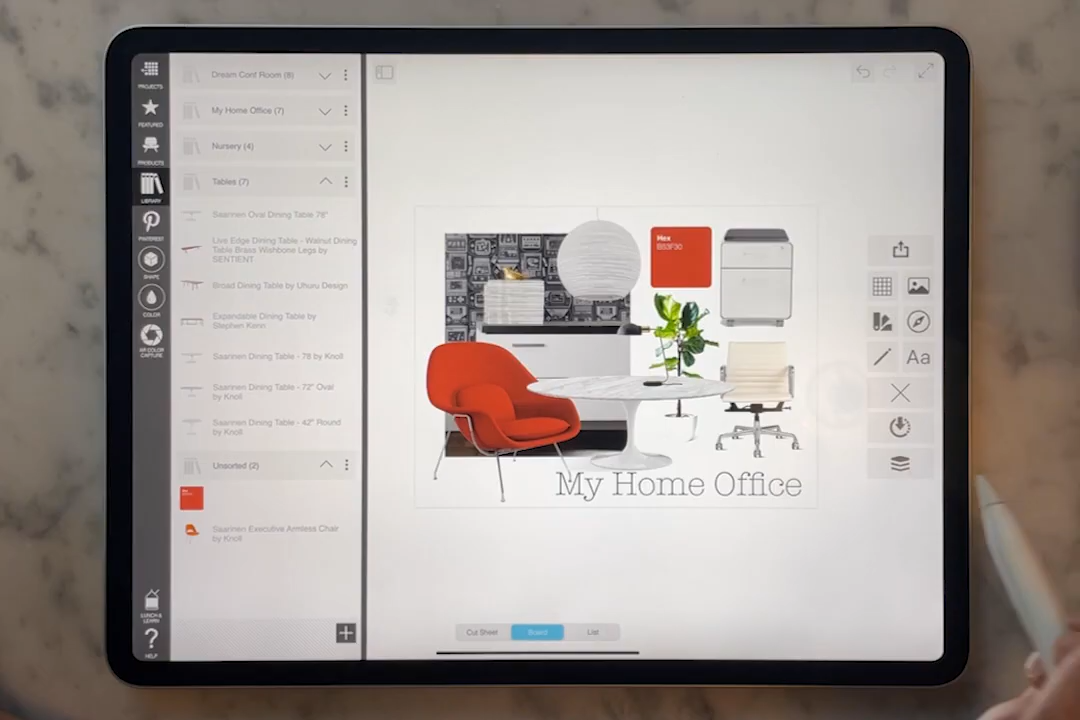 PROJECTS
FEATURED
PRODUCTS
LIBRARY
PINTEREST
SHAPE
COLOR
AR COLOR
CAPTURE
LUNCH &
LEARN
HELP
Dream Cord Room (8)
My Home Office (7)
Nursery (4)
Tables (7)
Saarinen Oval Dining Table 78"
Live Edge Dining Table - Walnut Dining
Table Brass Wishbone Legs by
SENTIENT
Broad Dining Table by Uhuru Design
Expandable Dining Table by
Stephen Kenn
Saarinen Dining Table - 78 by Knoll
Saarinen Dining Table - 72" Oval
by Knoll
Saarinen Dining Table - 42" Round
by Knoll
Unsorted (2)
Saarinen Executive Armless Chair
by Knoll
Hex
My Home Office
Aa
Cut Sheet
Board
List